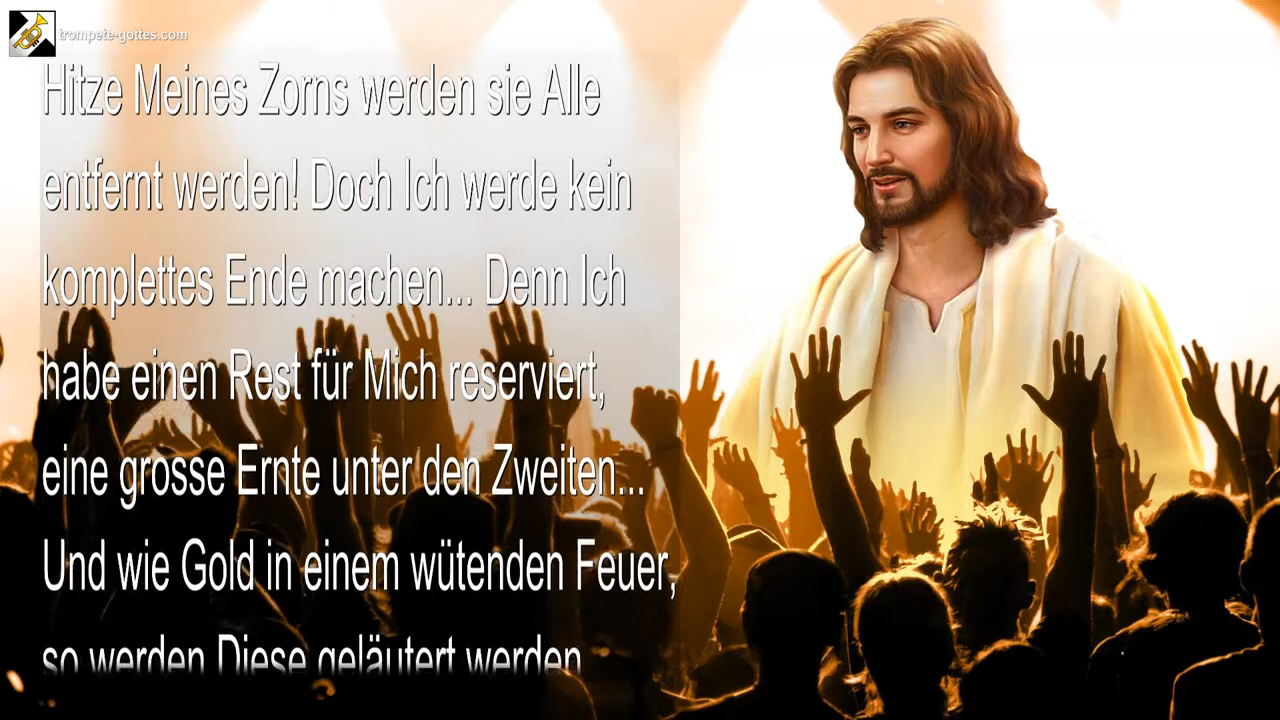 trompete-gottes.com
Hitze Meines Zorns werden sie Alle
entfernt werden! Doch Ich werde kein
komplettes Ende machen... Denn Ich
habe einen Rest für Mich reserviert,
eine grosse Ernte unter den Zweiten...
Und wie Gold in einem wütenden Feuer,
so werden Diese geläutert werden